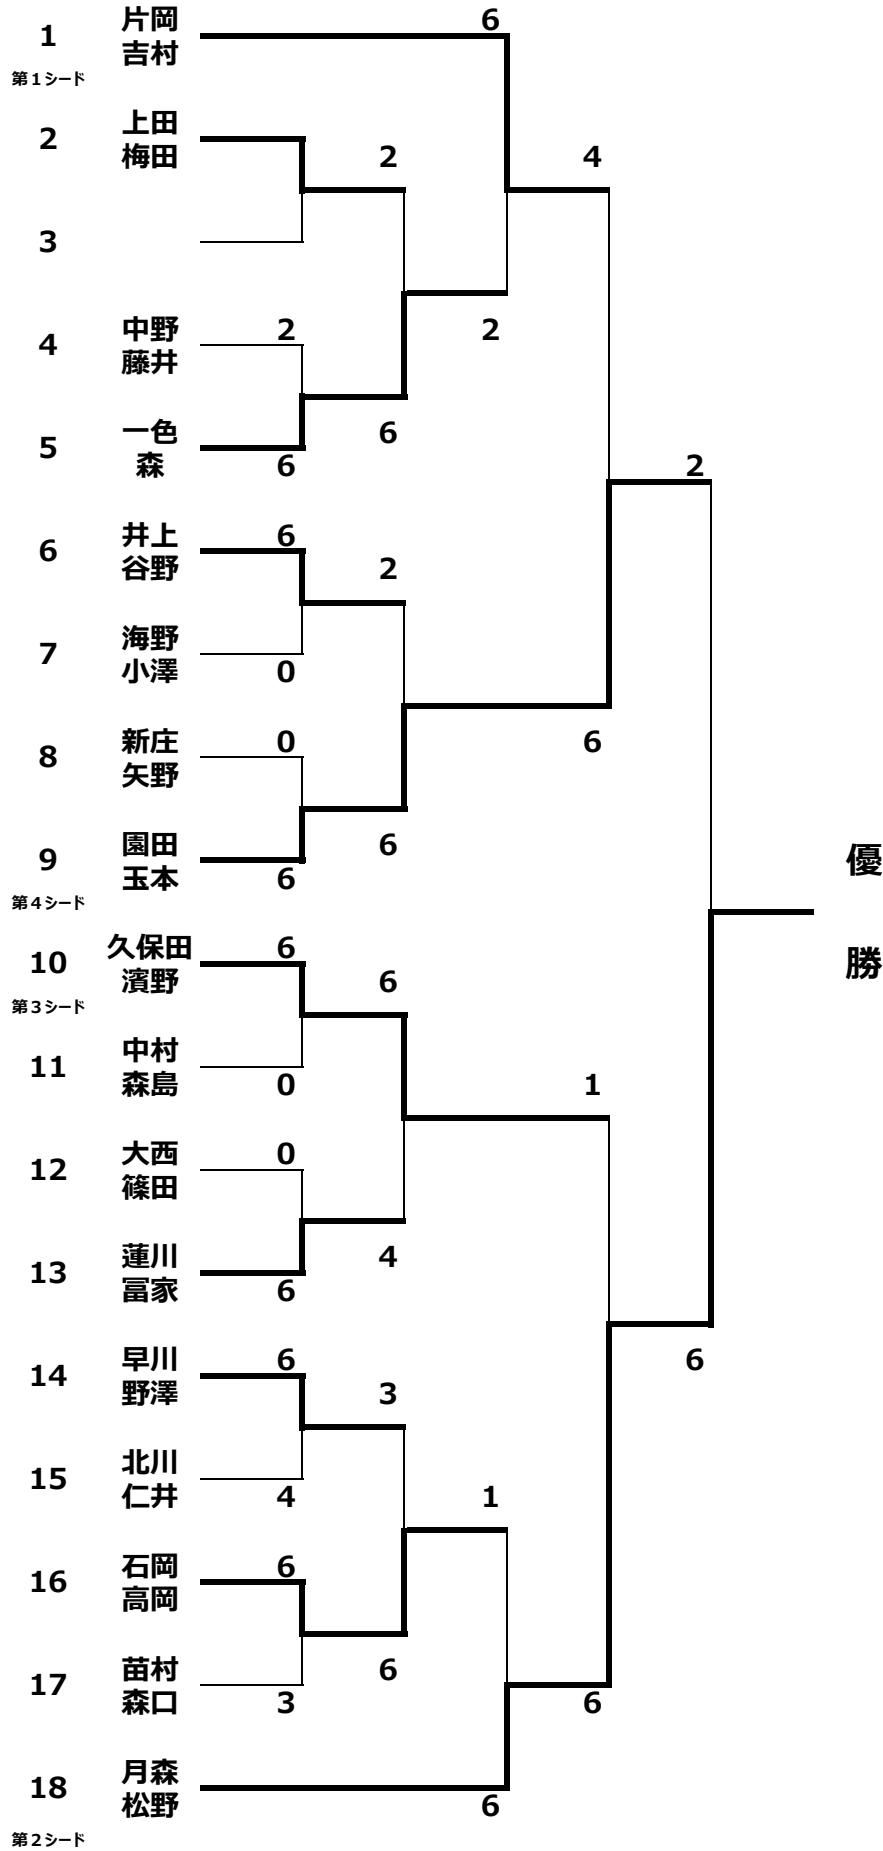 1 片岡 6
吉村
第1シード
2 上田
梅田
2 4
3
4 中野 2
藤井
2
5 一色 6
森 6
2
6 井上 6
谷野
2
7 海野
小澤 0
8 新庄 0
矢野
6
9 園田 6
玉本 6
第4シード
優
勝
10 久保田 6
濱野
6
第3シード
11 中村
森島 0
1
12 大西 0
篠田
13 蓮川 4
冨家 6
14 早川 6
野澤
3 6
15 北川
仁井 4
1
16 石岡 6
高岡
17 苗村 6
森口 3
6
18 月森
松野 6
第2シード